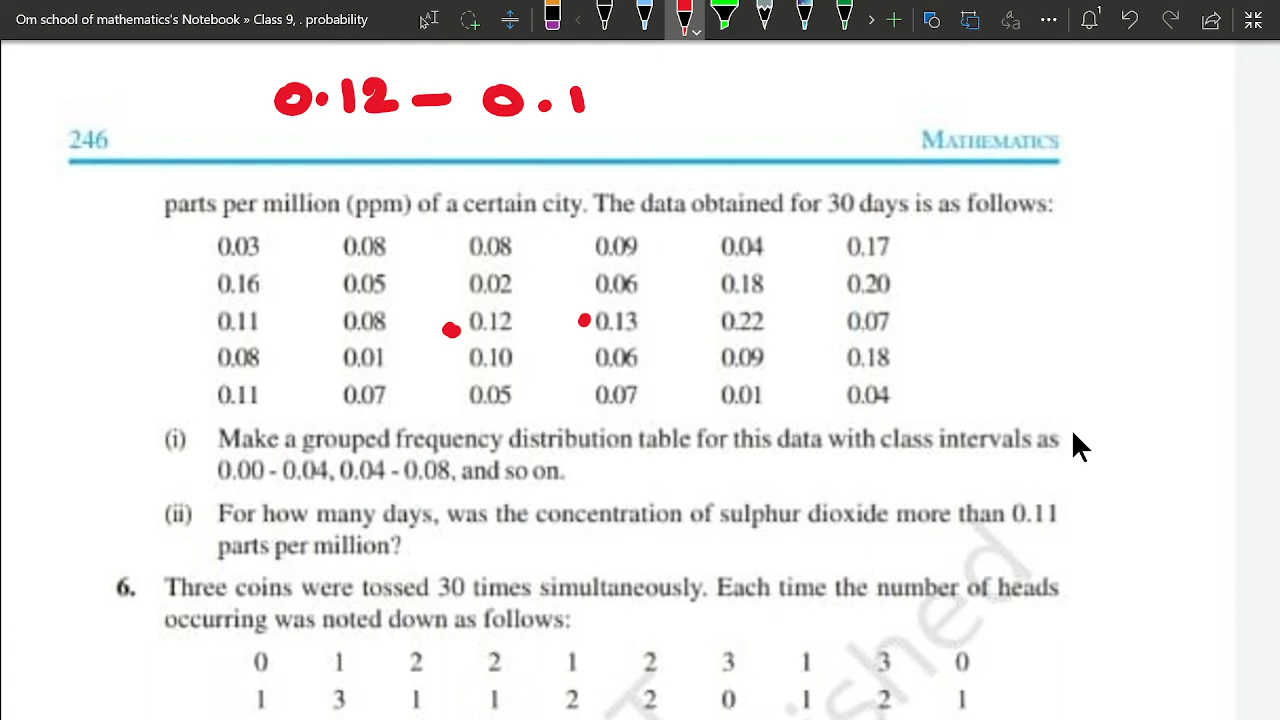 Om school of mathematics's Notebook » Class 9, . probability
0.12 - 0.1
246 MATHEMATICS
parts per million (ppm) of a certain city. The data obtained for 30 days is as follows:
0.03 0.08 0.08 0.09 0.04 0.17
0.16 0.05 0.02 0.06 0.18 0.20
0.11 0.08 0.12 0.13 0.22 0.07
0.08 0.01 0.10 0.06 0.09 0.18
0.11 0.07 0.05 0.07 0.01 0.04
(i) Make a grouped frequency distribution table for this data with class intervals as
0.00 - 0.04, 0.04 - 0.08, and so on.
(ii) For how many days, was the concentration of sulphur dioxide more than 0.11
parts per million?
6. Three coins were tossed 30 times simultaneously. Each time the number of heads
occurring was noted down as follows:
0 1 2 2 1 2 3 1 3 0
1 3 1 1 2 2 0 1 2 1